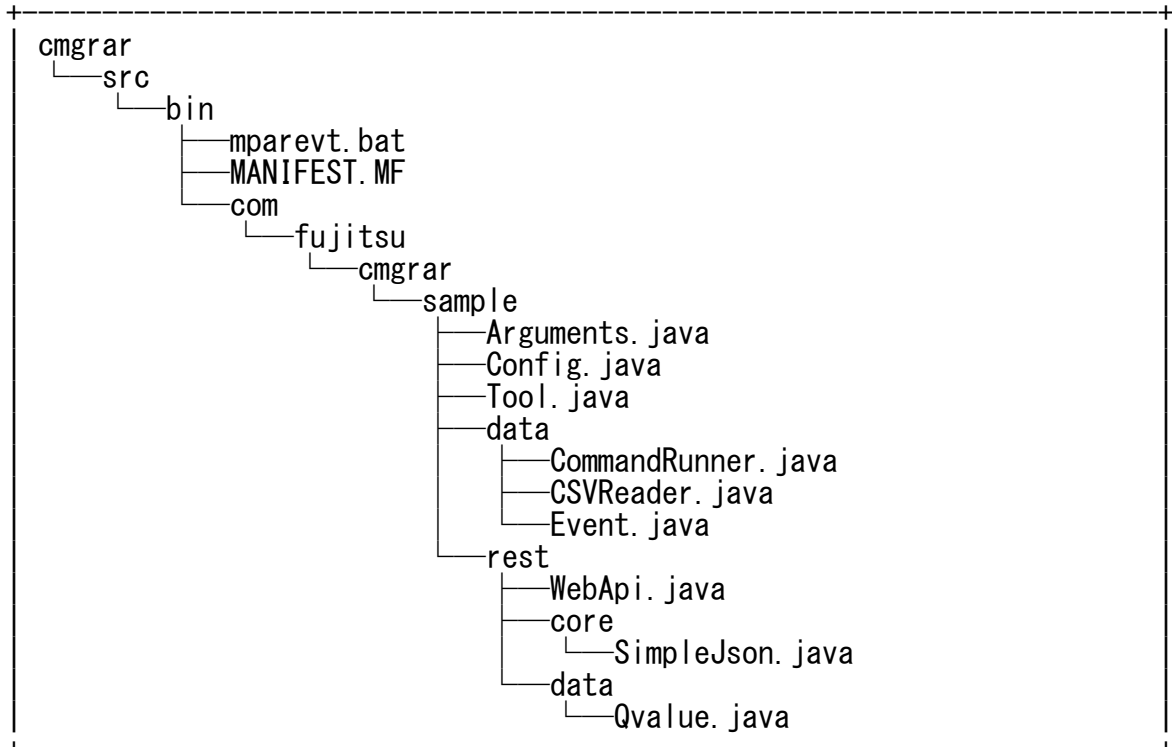 cmgrar
└──src
└──bin
├──mparevt.bat
├──MANIFEST.MF
└──com
└──fujitsu
└──cmgrar
└──sample
├──Arguments.java
├──Config.java
├──Tool.java
├──data
├──CommandRunner.java
├──CSVReader.java
└──Event.java
└──rest
├──WebApi.java
├──core
└──SimpleJson.java
└──data
└──Qvalue.java